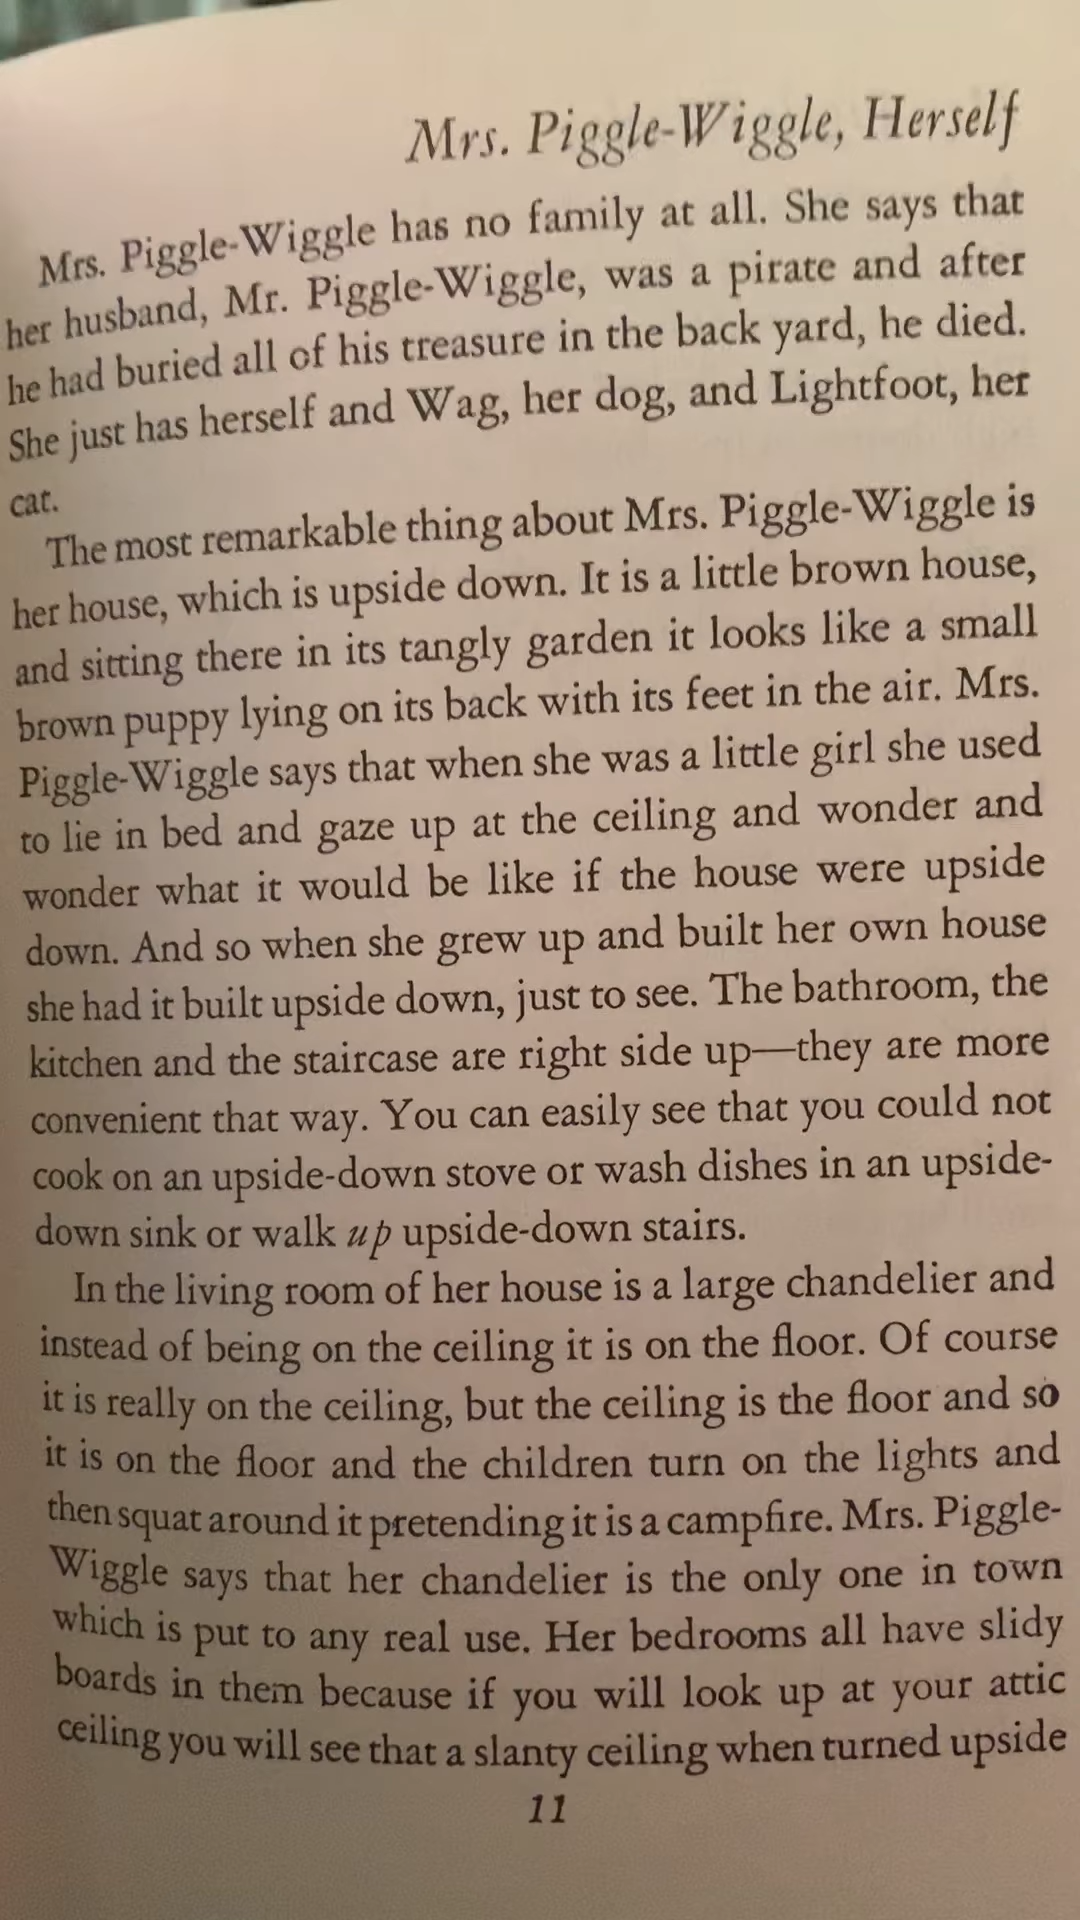 Mrs. Piggle-Wiggle, Herself
Mrs. Piggle-Wiggle has no family at all. She says that
her husband, Mr. Piggle-Wiggle, was a pirate and after
he had buried all of his treasure in the back yard, he died.
She just has herself and Wag, her dog, and Lightfoot, her
cat.
The most remarkable thing about Mrs. Piggle-Wiggle is
her house, which is upside down. It is a little brown house,
and sitting there in its tangly garden it looks like a small
brown puppy lying on its back with its feet in the air. Mrs.
Piggle-Wiggle says that when she was a little girl she used
to lie in bed and gaze up at the ceiling and wonder and
wonder what it would be like if the house were upside
down. And so when she grew up and built her own house
she had it built upside down, just to see. The bathroom, the
kitchen and the staircase are right side up—they are more
convenient that way. You can easily see that you could not
cook on an upside-down stove or wash dishes in an upside-
down sink or walk up upside-down stairs.
In the living room of her house is a large chandelier and
instead of being on the ceiling it is on the floor. Of course
it is really on the ceiling, but the ceiling is the floor and so
it is on the floor and the children turn on the lights and
then squat around it pretending it is a campfire. Mrs. Piggle-
Wiggle says that her chandelier is the only one in town
which is put to any real use. Her bedrooms all have slidy
boards in them because if you will look up at your attic
ceiling you will see that a slanty ceiling when turned upside
11